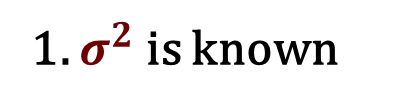 1. σ² is known